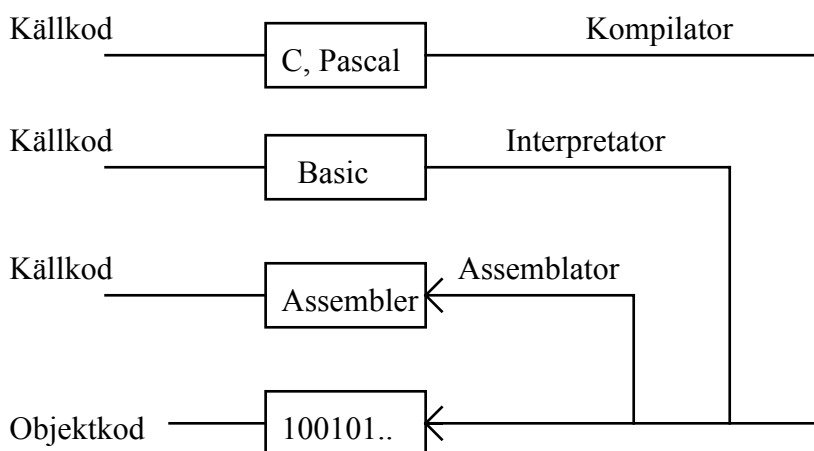 Källkod
C, Pascal
Kompilator
Källkod
Basic
Interpretator
Källkod
Assembler
Assemblator
Objektkod
100101..